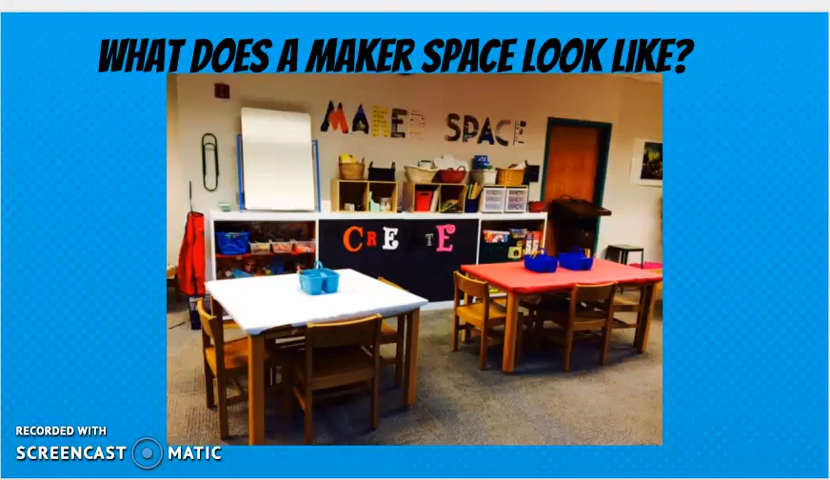 WHAT DOES A MAKER SPACE LOOK LIKE?
MAKER SPACE
CREATE
RECORDED WITH
SCREENCAST MATIC